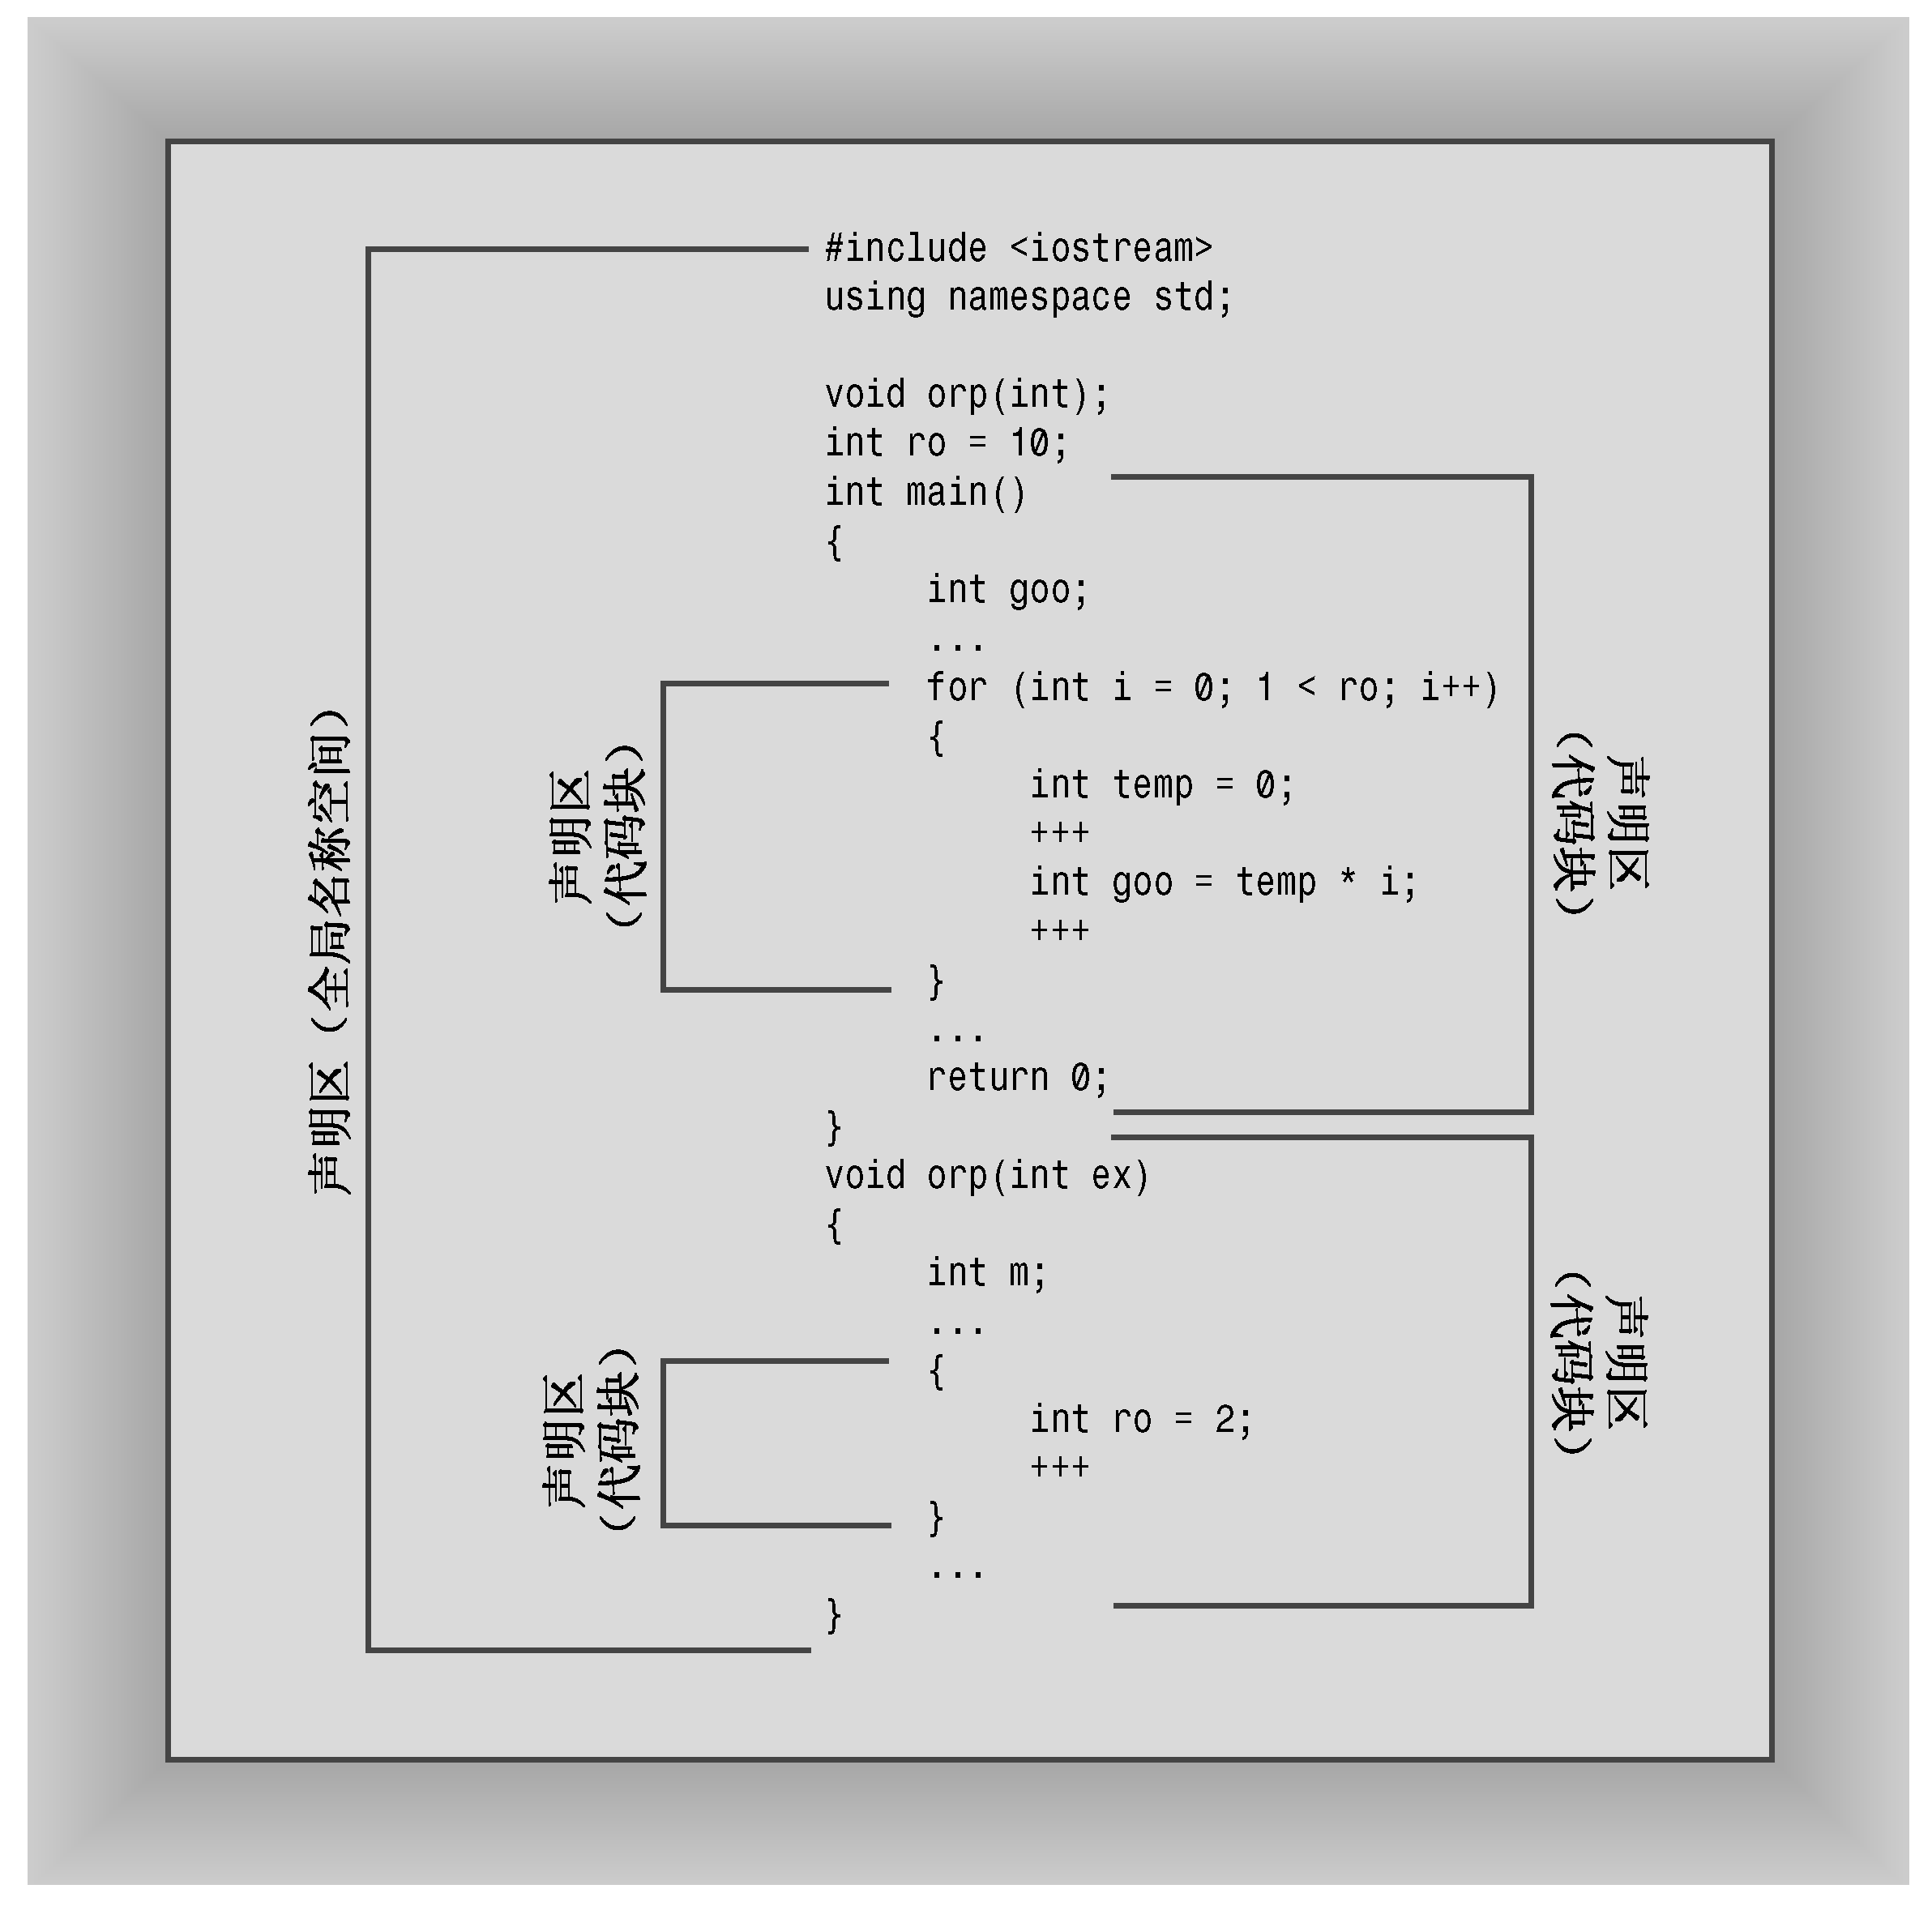 #include <iostream>
using namespace std;
void orp(int);
int ro = 10;
int main()
{
int goo;
...
for (int i = 0; 1 < ro; i++)
{
int temp = 0;
+++
int goo = temp * i;
+++
}
...
return 0;
}
void orp(int ex)
{
int m;
...
{
int ro = 2;
+++
}
...
}
声明区（全局名称空间）
声明区
（代码块）
声明区
（代码块）
声明区
（代码块）
声明区
（代码块）